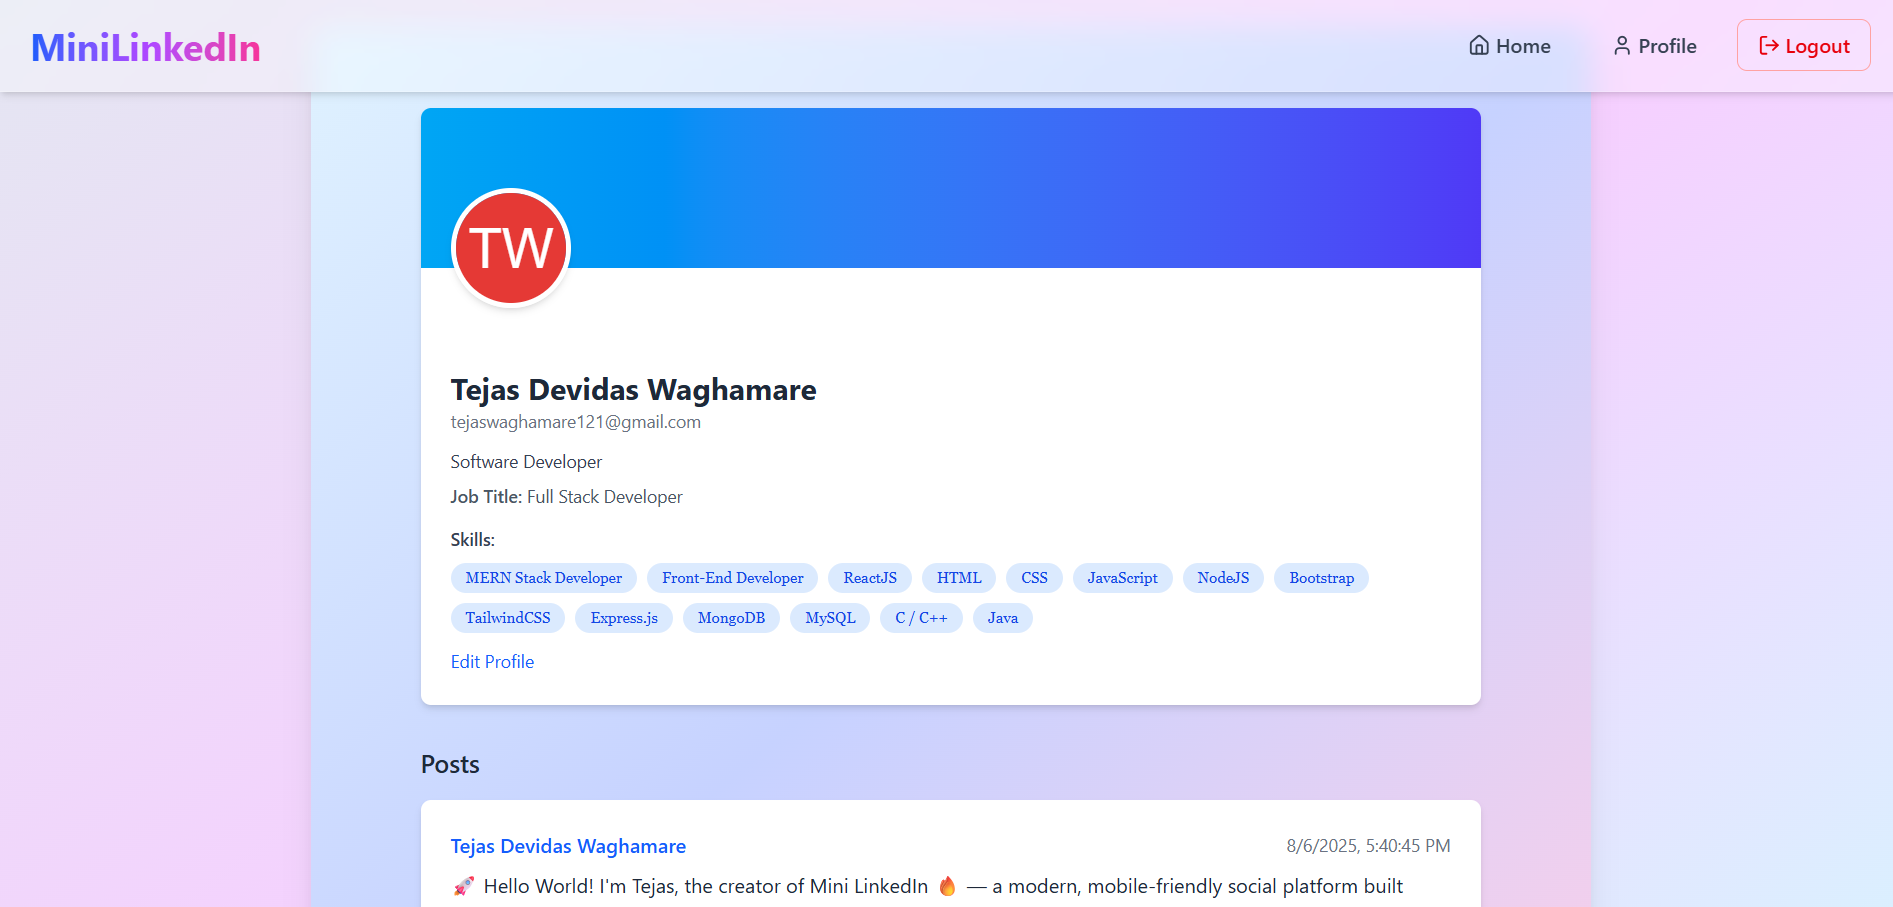 MiniLinkedIn
Home
Profile
Logout
TW
Tejas Devidas Waghamare
tejaswaghamare121@gmail.com
Software Developer
Job Title: Full Stack Developer
Skills:
MERN Stack Developer Front-End Developer ReactJS HTML CSS JavaScript NodeJS Bootstrap
TailwindCSS Express.js MongoDB MySQL C / C++ Java
Edit Profile
Posts
Tejas Devidas Waghamare 8/6/2025, 5:40:45 PM
🚀 Hello World! I'm Tejas, the creator of Mini LinkedIn 🔥 — a modern, mobile-friendly social platform built